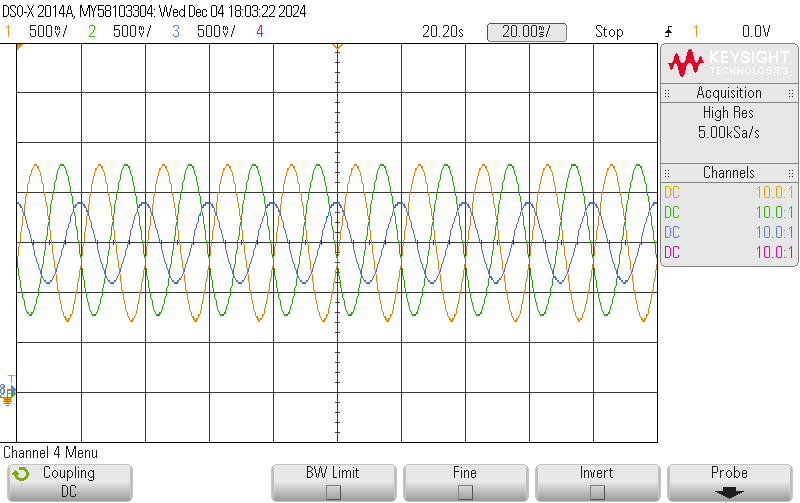 DSO-X 2014A, MY58103304: Wed Dec 04 18:03:22 2024
1 500mV/ 2 500mV/ 3 500mV/ 4 20.20s 20.00ms/ Stop 1 0.0V
KEYSIGHT
TECHNOLOGIES
Acquisition
High Res
5.00kSa/s
Channels
DC 10.0:1
DC 10.0:1
DC 10.0:1
DC 10.0:1
T
Channel 4 Menu
Coupling
DC
BW Limit
Fine
Invert
Probe